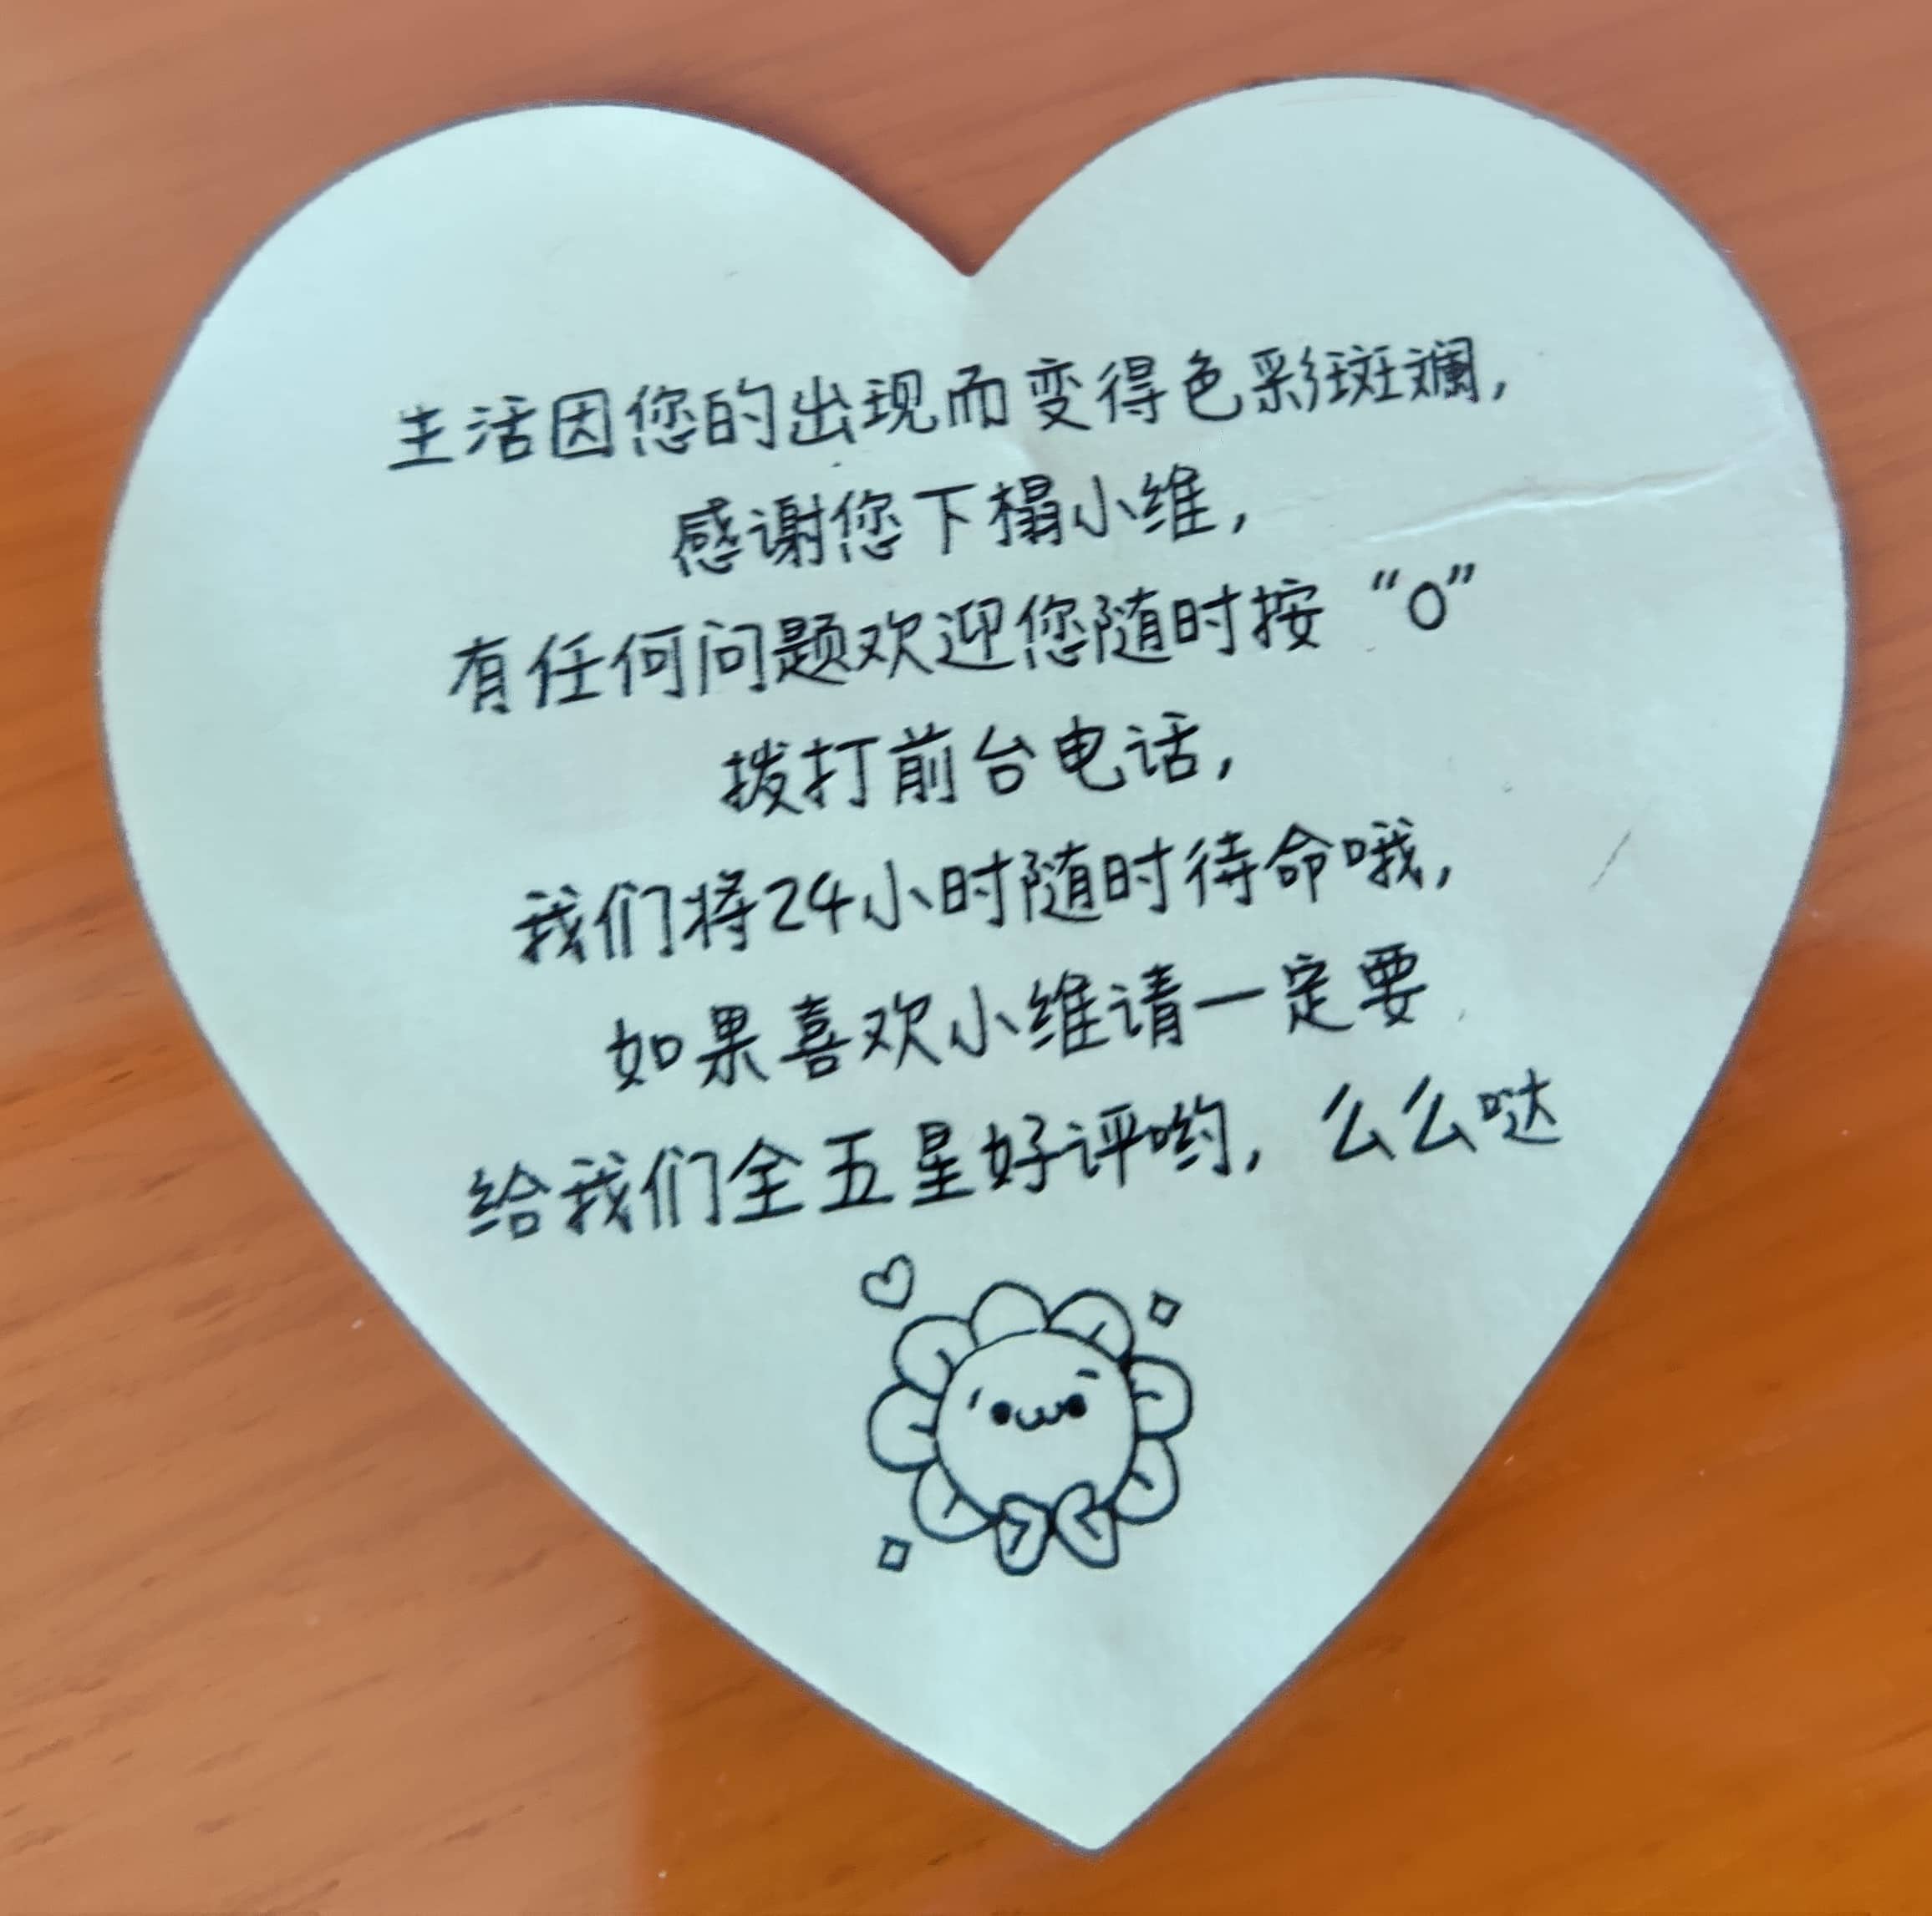 生活因您的出现而变得色彩斑斓，
感谢您下榻小维，
有任何问题欢迎您随时按“0”
拨打前台电话，
我们将24小时随时待命哦，
如果喜欢小维请一定要
给我们全五星好评哟，么么哒